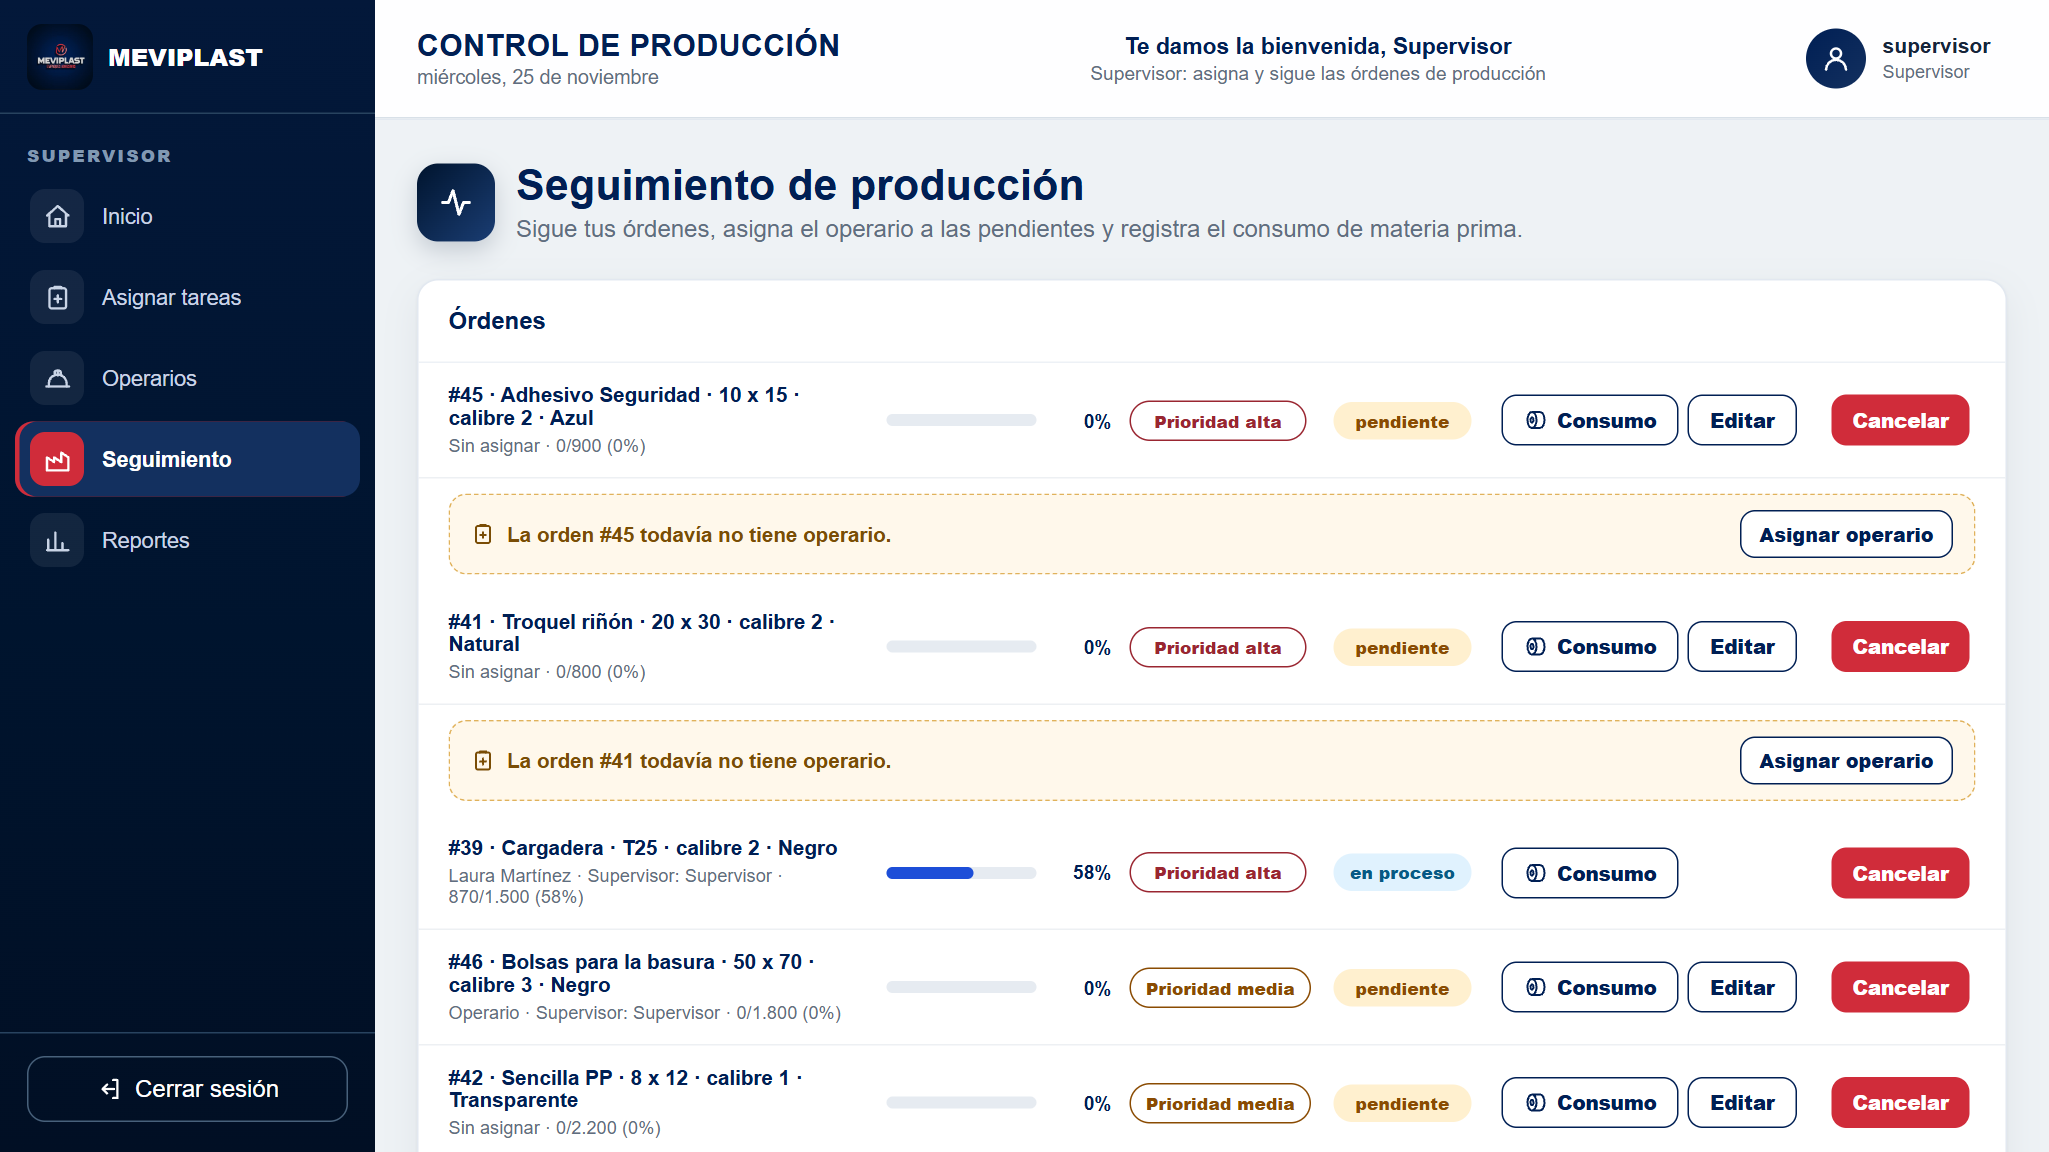 MEVIPLAST
MEVIPLAST
SUPERVISOR
Inicio
Asignar tareas
Operarios
Seguimiento
Reportes
Cerrar sesión
CONTROL DE PRODUCCIÓN
miércoles, 25 de noviembre
Te damos la bienvenida, Supervisor
Supervisor: asigna y sigue las órdenes de producción
supervisor
Supervisor
Seguimiento de producción
Sigue tus órdenes, asigna el operario a las pendientes y registra el consumo de materia prima.
Órdenes
#45 · Adhesivo Seguridad · 10 x 15 ·
calibre 2 · Azul
Sin asignar · 0/900 (0%)
0%
Prioridad alta
pendiente
Consumo
Editar
Cancelar
La orden #45 todavía no tiene operario.
Asignar operario
#41 · Troquel riñón · 20 x 30 · calibre 2 ·
Natural
Sin asignar · 0/800 (0%)
0%
Prioridad alta
pendiente
Consumo
Editar
Cancelar
La orden #41 todavía no tiene operario.
Asignar operario
#39 · Cargadera · T25 · calibre 2 · Negro
Laura Martínez · Supervisor: Supervisor ·
870/1.500 (58%)
58%
Prioridad alta
en proceso
Consumo
Cancelar
#46 · Bolsas para la basura · 50 x 70 ·
calibre 3 · Negro
Operario · Supervisor: Supervisor · 0/1.800 (0%)
0%
Prioridad media
pendiente
Consumo
Editar
Cancelar
#42 · Sencilla PP · 8 x 12 · calibre 1 ·
Transparente
Sin asignar · 0/2.200 (0%)
0%
Prioridad media
pendiente
Consumo
Editar
Cancelar